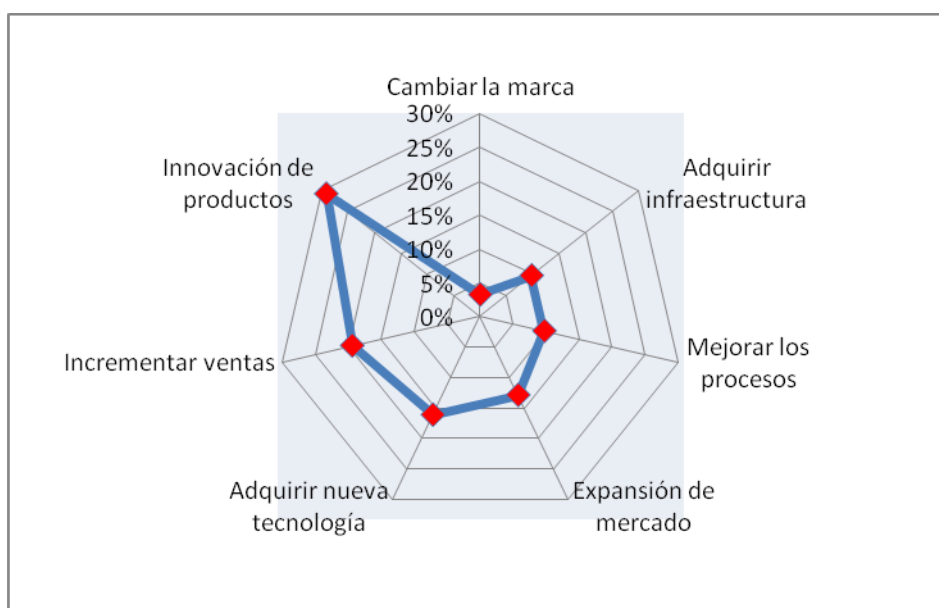 Cambiar la marca
30%
25%
20%
15%
10%
5%
0%
Adquirir
infraestructura
Mejorar los
procesos
Expansión de
mercado
Adquirir nueva
tecnología
Incrementar ventas
Innovación de
productos